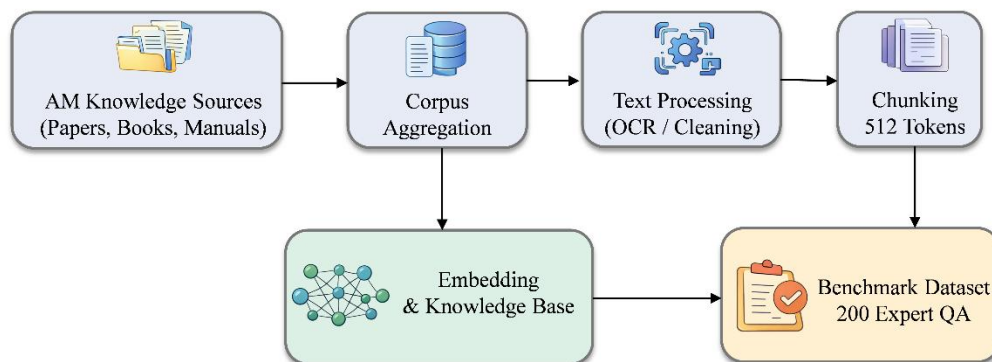 AM Knowledge Sources
(Papers, Books, Manuals)
Corpus
Aggregation
Text Processing
(OCR / Cleaning)
Chunking
512 Tokens
Embedding
& Knowledge Base
Benchmark Dataset
200 Expert QA